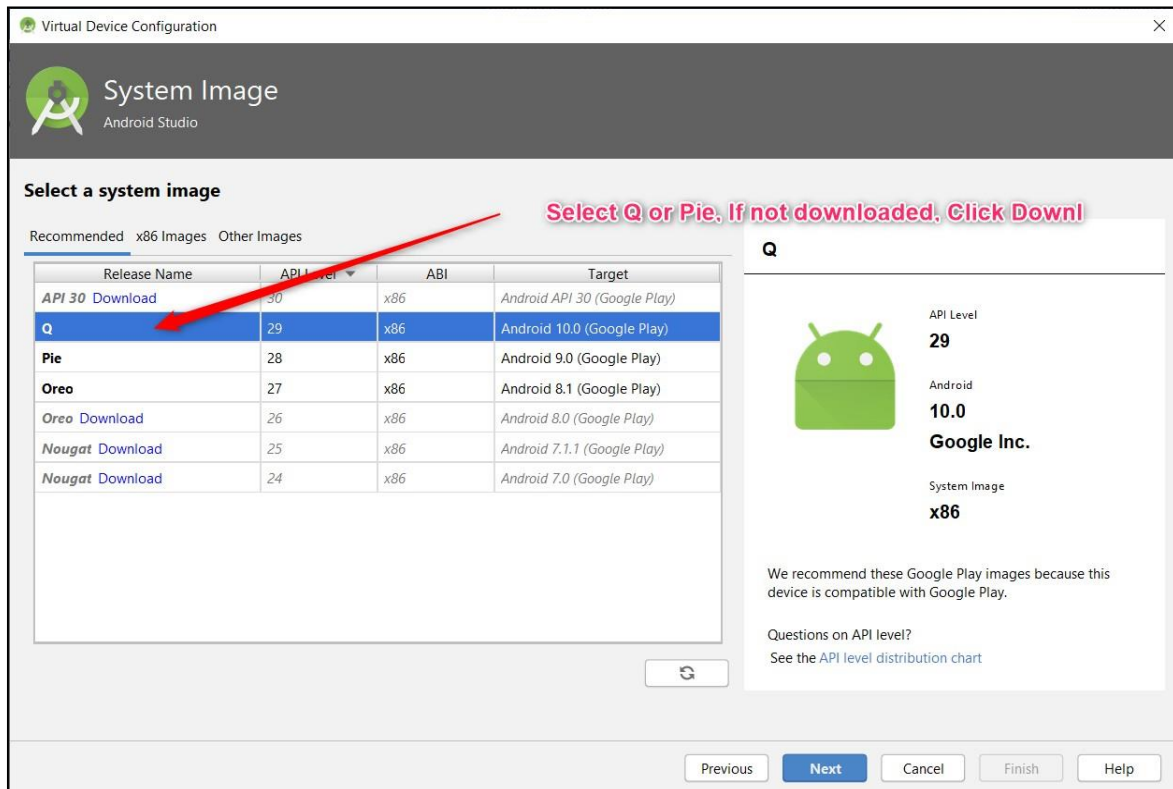 Virtual Device Configuration
System Image
Android Studio
Select a system image
Select Q or Pie, If not downloaded, Click Downl
Recommended x86 Images Other Images
Release Name API Level ABI Target
API 30 Download 30 x86 Android API 30 (Google Play)
Q 29 x86 Android 10.0 (Google Play)
Pie 28 x86 Android 9.0 (Google Play)
Oreo 27 x86 Android 8.1 (Google Play)
Oreo Download 26 x86 Android 8.0 (Google Play)
Nougat Download 25 x86 Android 7.1.1 (Google Play)
Nougat Download 24 x86 Android 7.0 (Google Play)
Q
API Level
29
Android
10.0
Google Inc.
System Image
x86
We recommend these Google Play images because this
device is compatible with Google Play.
Questions on API level?
See the API level distribution chart
Previous Next Cancel Finish Help